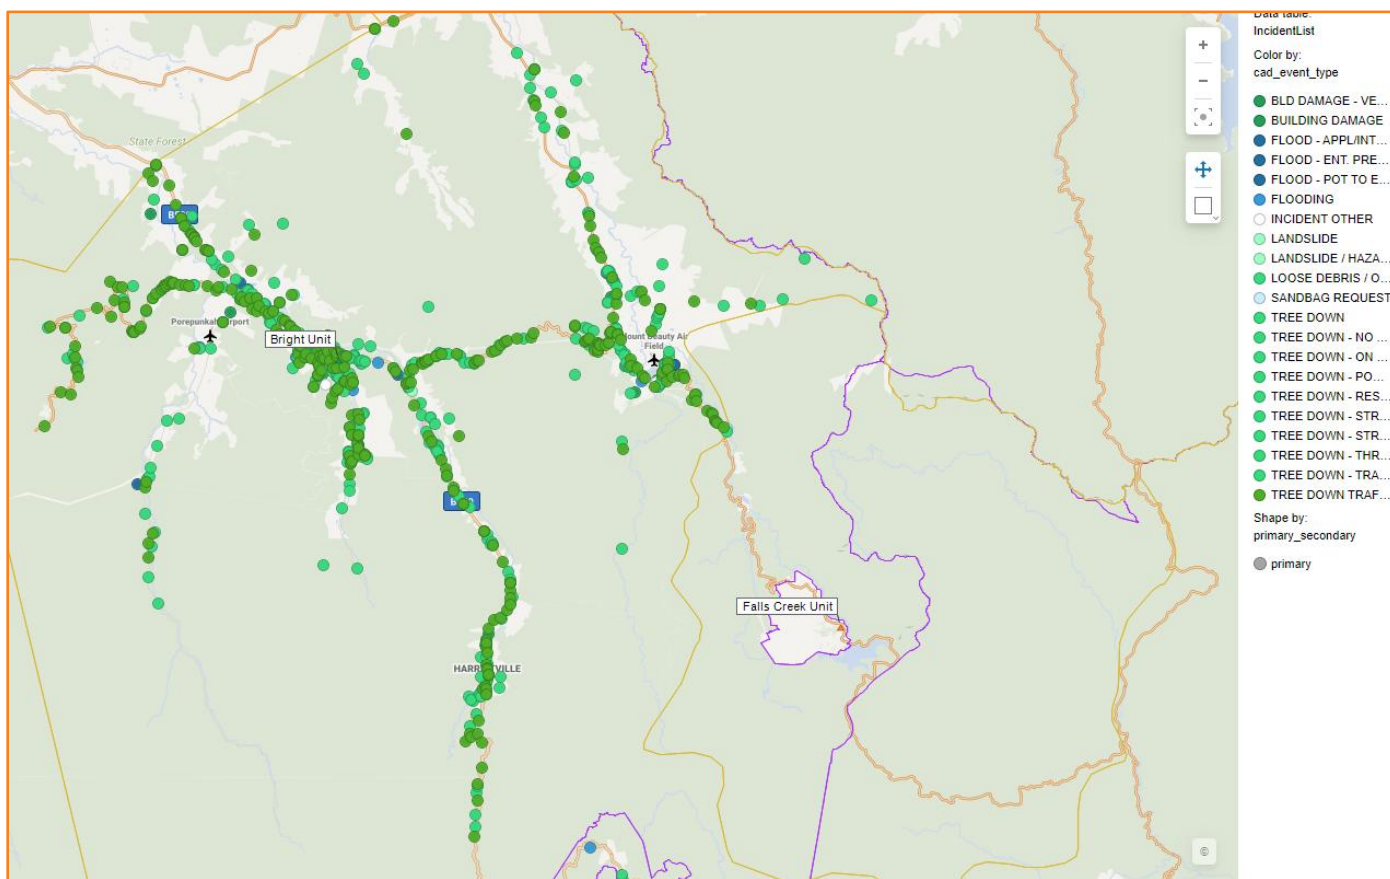 Data table:
IncidentList
Color by:
cad_event_type
BLD DAMAGE - VE...
BUILDING DAMAGE
FLOOD - APPL/INT...
FLOOD - ENT. PRE...
FLOOD - POT TO E...
FLOODING
INCIDENT OTHER
LANDSLIDE
LANDSLIDE / HAZA...
LOOSE DEBRIS / O...
SANDBAG REQUEST
TREE DOWN
TREE DOWN - NO ...
TREE DOWN - ON ...
TREE DOWN - PO...
TREE DOWN - RES...
TREE DOWN - STR...
TREE DOWN - STR...
TREE DOWN - THR...
TREE DOWN - TRA...
TREE DOWN TRAF...
Shape by:
primary_secondary
primary
State Forest
Airport
Bright Unit
Mount Beauty Air
Field
Falls Creek Unit
©